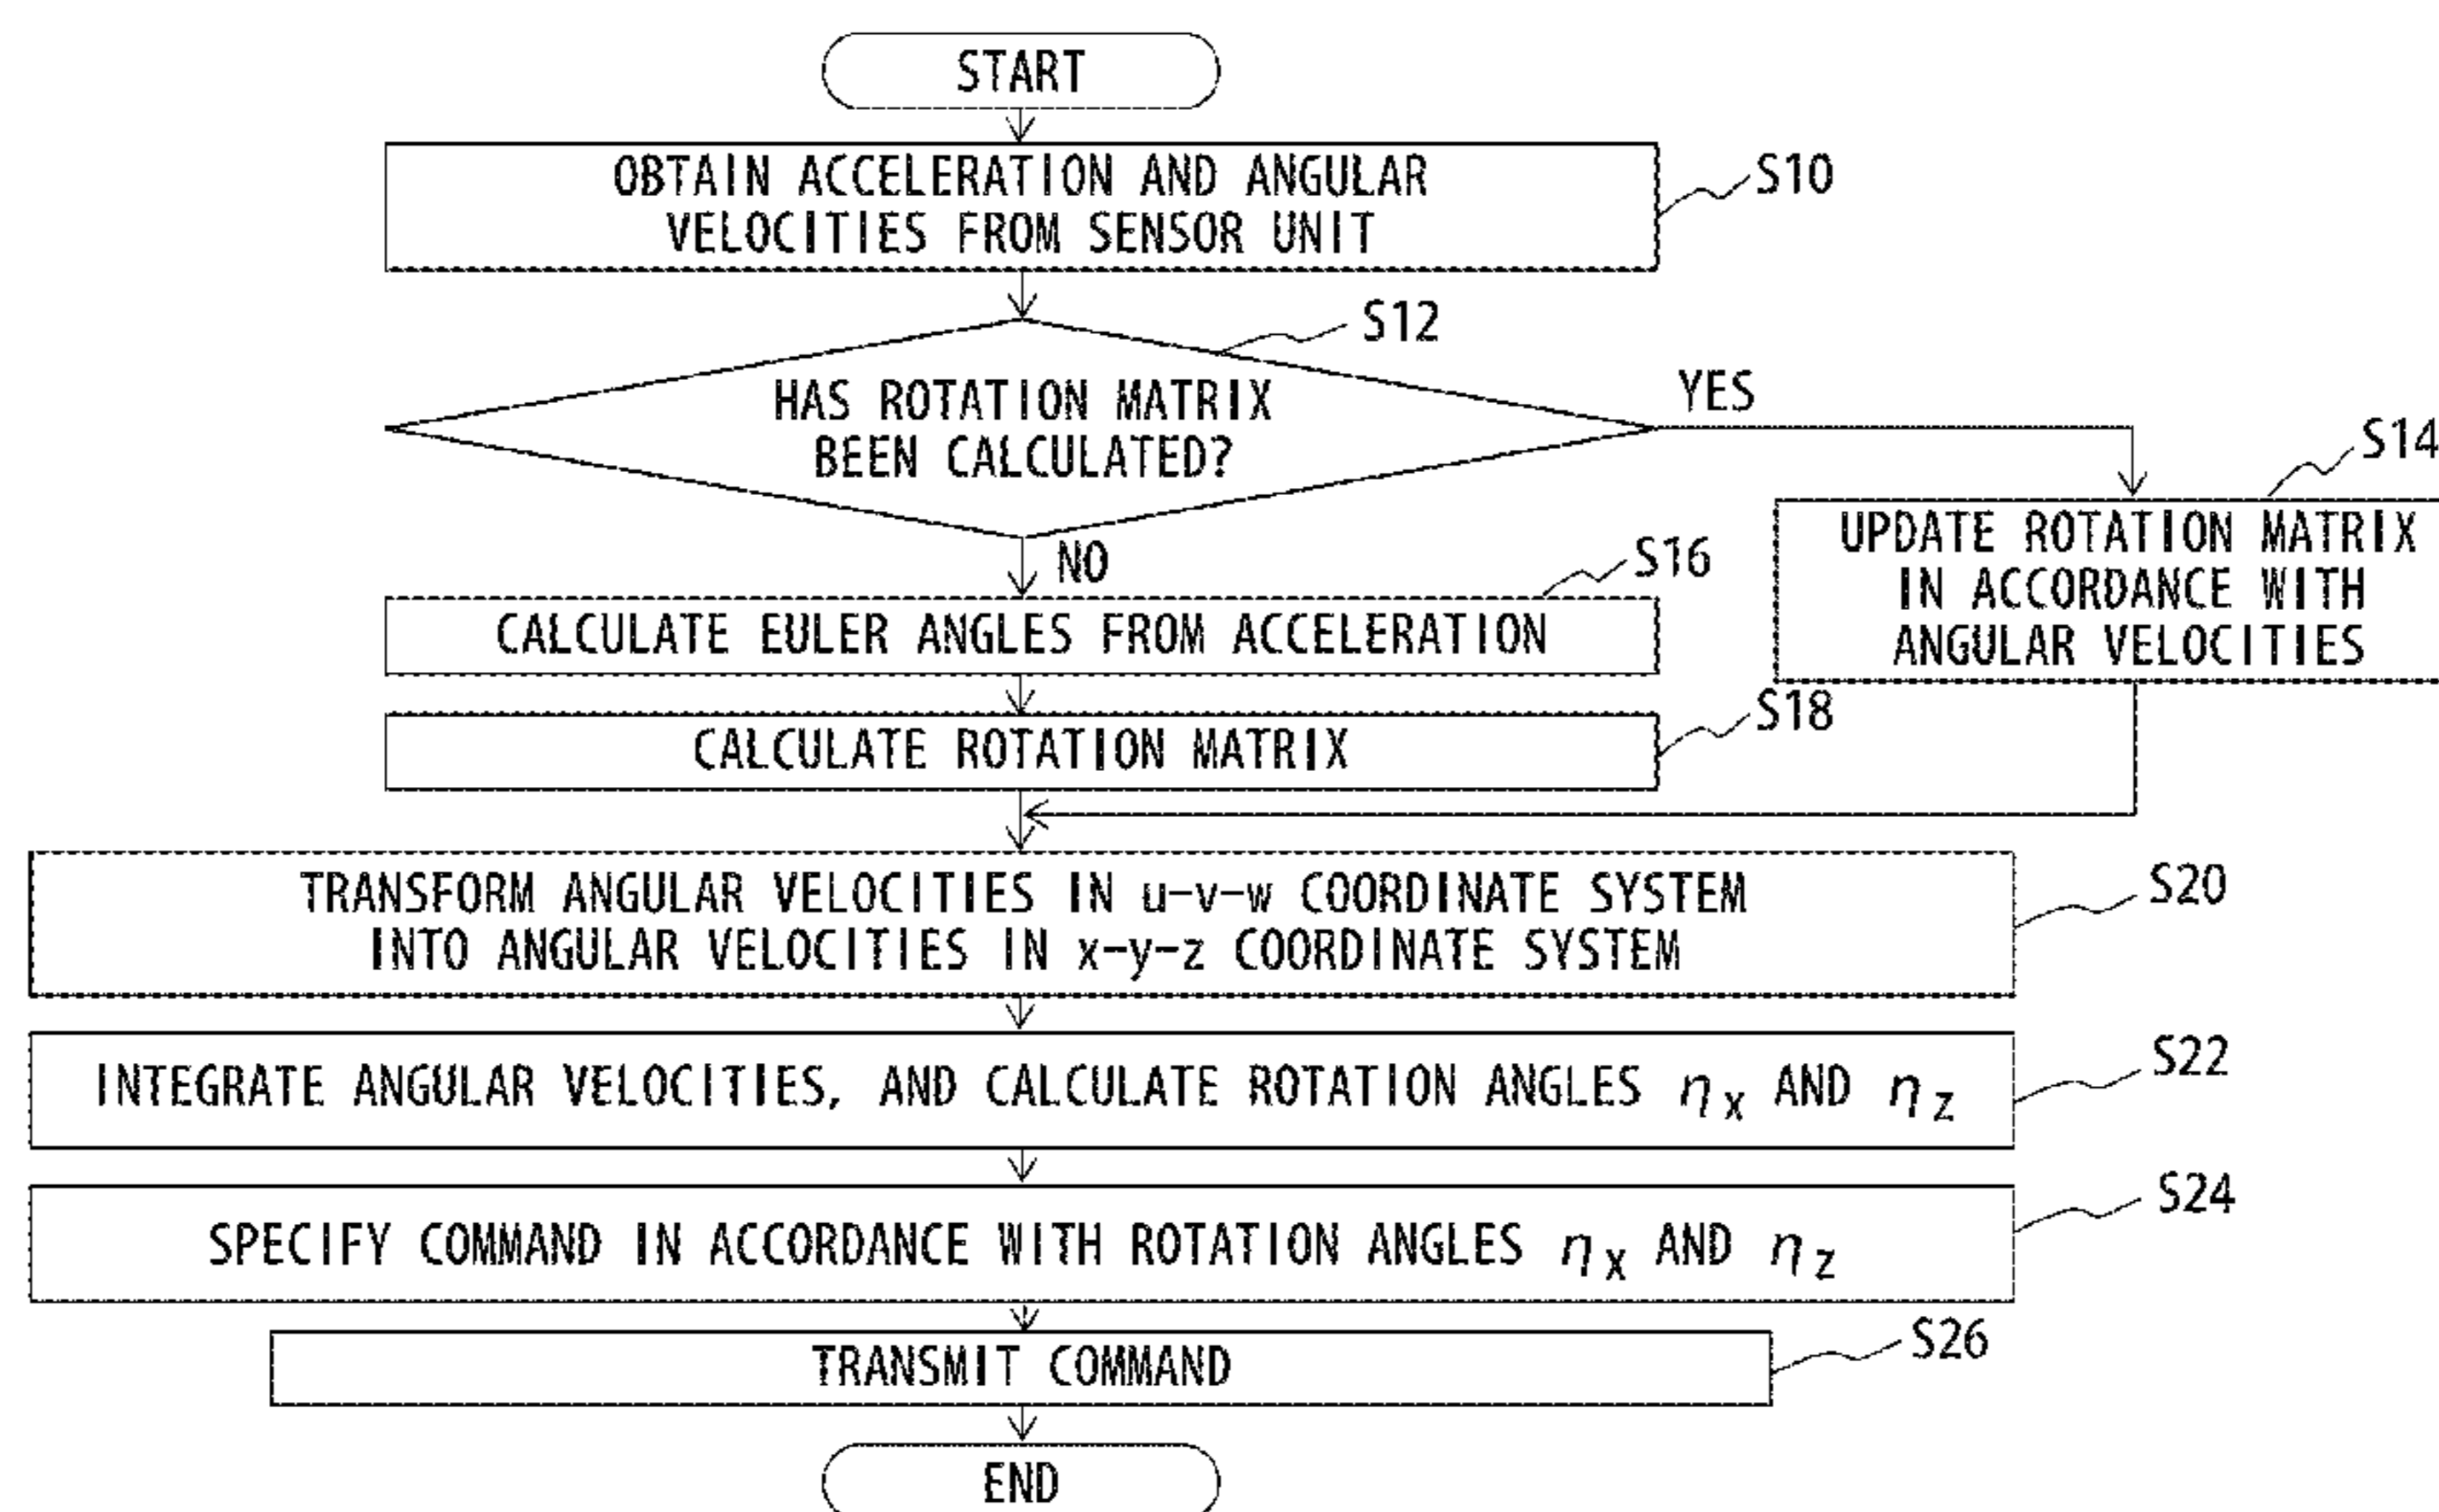 START
OBTAIN ACCELERATION AND ANGULAR
VELOCITIES FROM SENSOR UNIT
S10
S12
HAS ROTATION MATRIX
BEEN CALCULATED?
YES
S14
UPDATE ROTATION MATRIX
IN ACCORDANCE WITH
ANGULAR VELOCITIES
NO
S16
CALCULATE EULER ANGLES FROM ACCELERATION
S18
CALCULATE ROTATION MATRIX
TRANSFORM ANGULAR VELOCITIES IN u-v-w COORDINATE SYSTEM
INTO ANGULAR VELOCITIES IN x-y-z COORDINATE SYSTEM
S20
INTEGRATE ANGULAR VELOCITIES, AND CALCULATE ROTATION ANGLES ηx AND ηz
S22
SPECIFY COMMAND IN ACCORDANCE WITH ROTATION ANGLES ηx AND ηz
S24
TRANSMIT COMMAND
S26
END